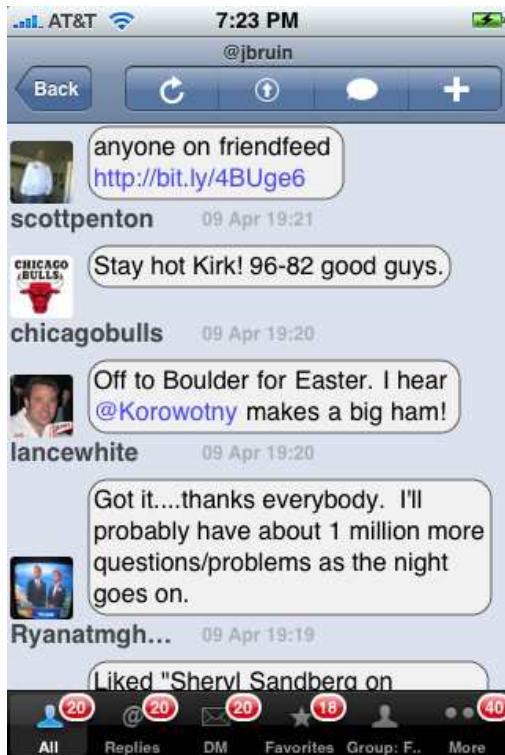 AT&T 7:23 PM
@jbruin
Back
anyone on friendfeed
http://bit.ly/4BUge6
scottpenton 09 Apr 19:21
CHICAGO
BULLS
Stay hot Kirk! 96-82 good guys.
chicagobulls 09 Apr 19:20
Off to Boulder for Easter. I hear
@Korowotny makes a big ham!
lancewhite 09 Apr 19:20
Got it....thanks everybody. I'll
probably have about 1 million more
questions/problems as the night
goes on.
Ryanatmgh... 09 Apr 19:19
Liked "Sheryl Sandberg on
20 @ 20 20 18 40
All Replies DM Favorites Group: F.. More